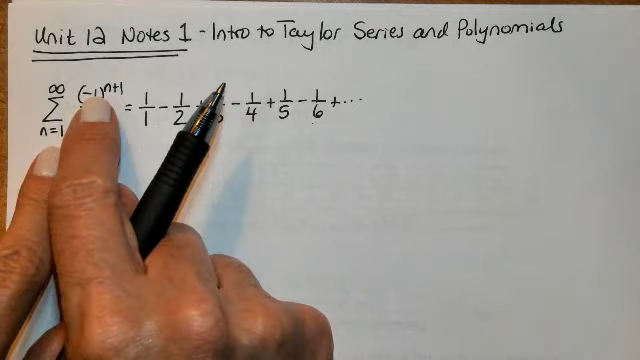 Unit 12 Notes 1 - Intro to Taylor Series and Polynomials
∞ ∑ n=1 (-1)^n+1 = 1/1 - 1/2 + - 1/4 + 1/5 - 1/6 + ...